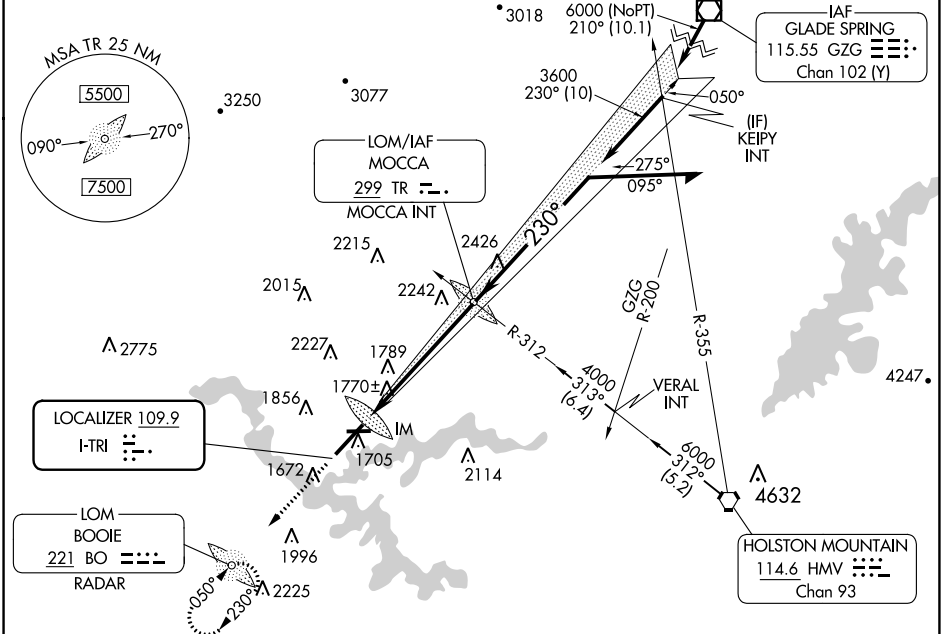 3018
6000 (NoPT)
210° (10.1)
IAF
GLADE SPRING
115.55 GZG
Chan 102 (Y)
MSA TR 25 NM
5500
090°
270°
7500
3250
3077
3600
230° (10)
050°
(IF)
KEIPY
INT
LOM/IAF
MOCCA
299 TR
MOCCA INT
275°
095°
230°
2215
2426
2015
2242
GZG
R-200
R-355
R-312
2775
2227
1789
1770±
1856
4000
313°
(6.4)
VERAL
INT
4247
LOCALIZER 109.9
I-TRI
IM
1705
1672
2114
6000
312°
(5.2)
4632
LOM
BOOIE
221 BO
RADAR
1996
050°
230°
2225
HOLSTON MOUNTAIN
114.6 HMV
Chan 93